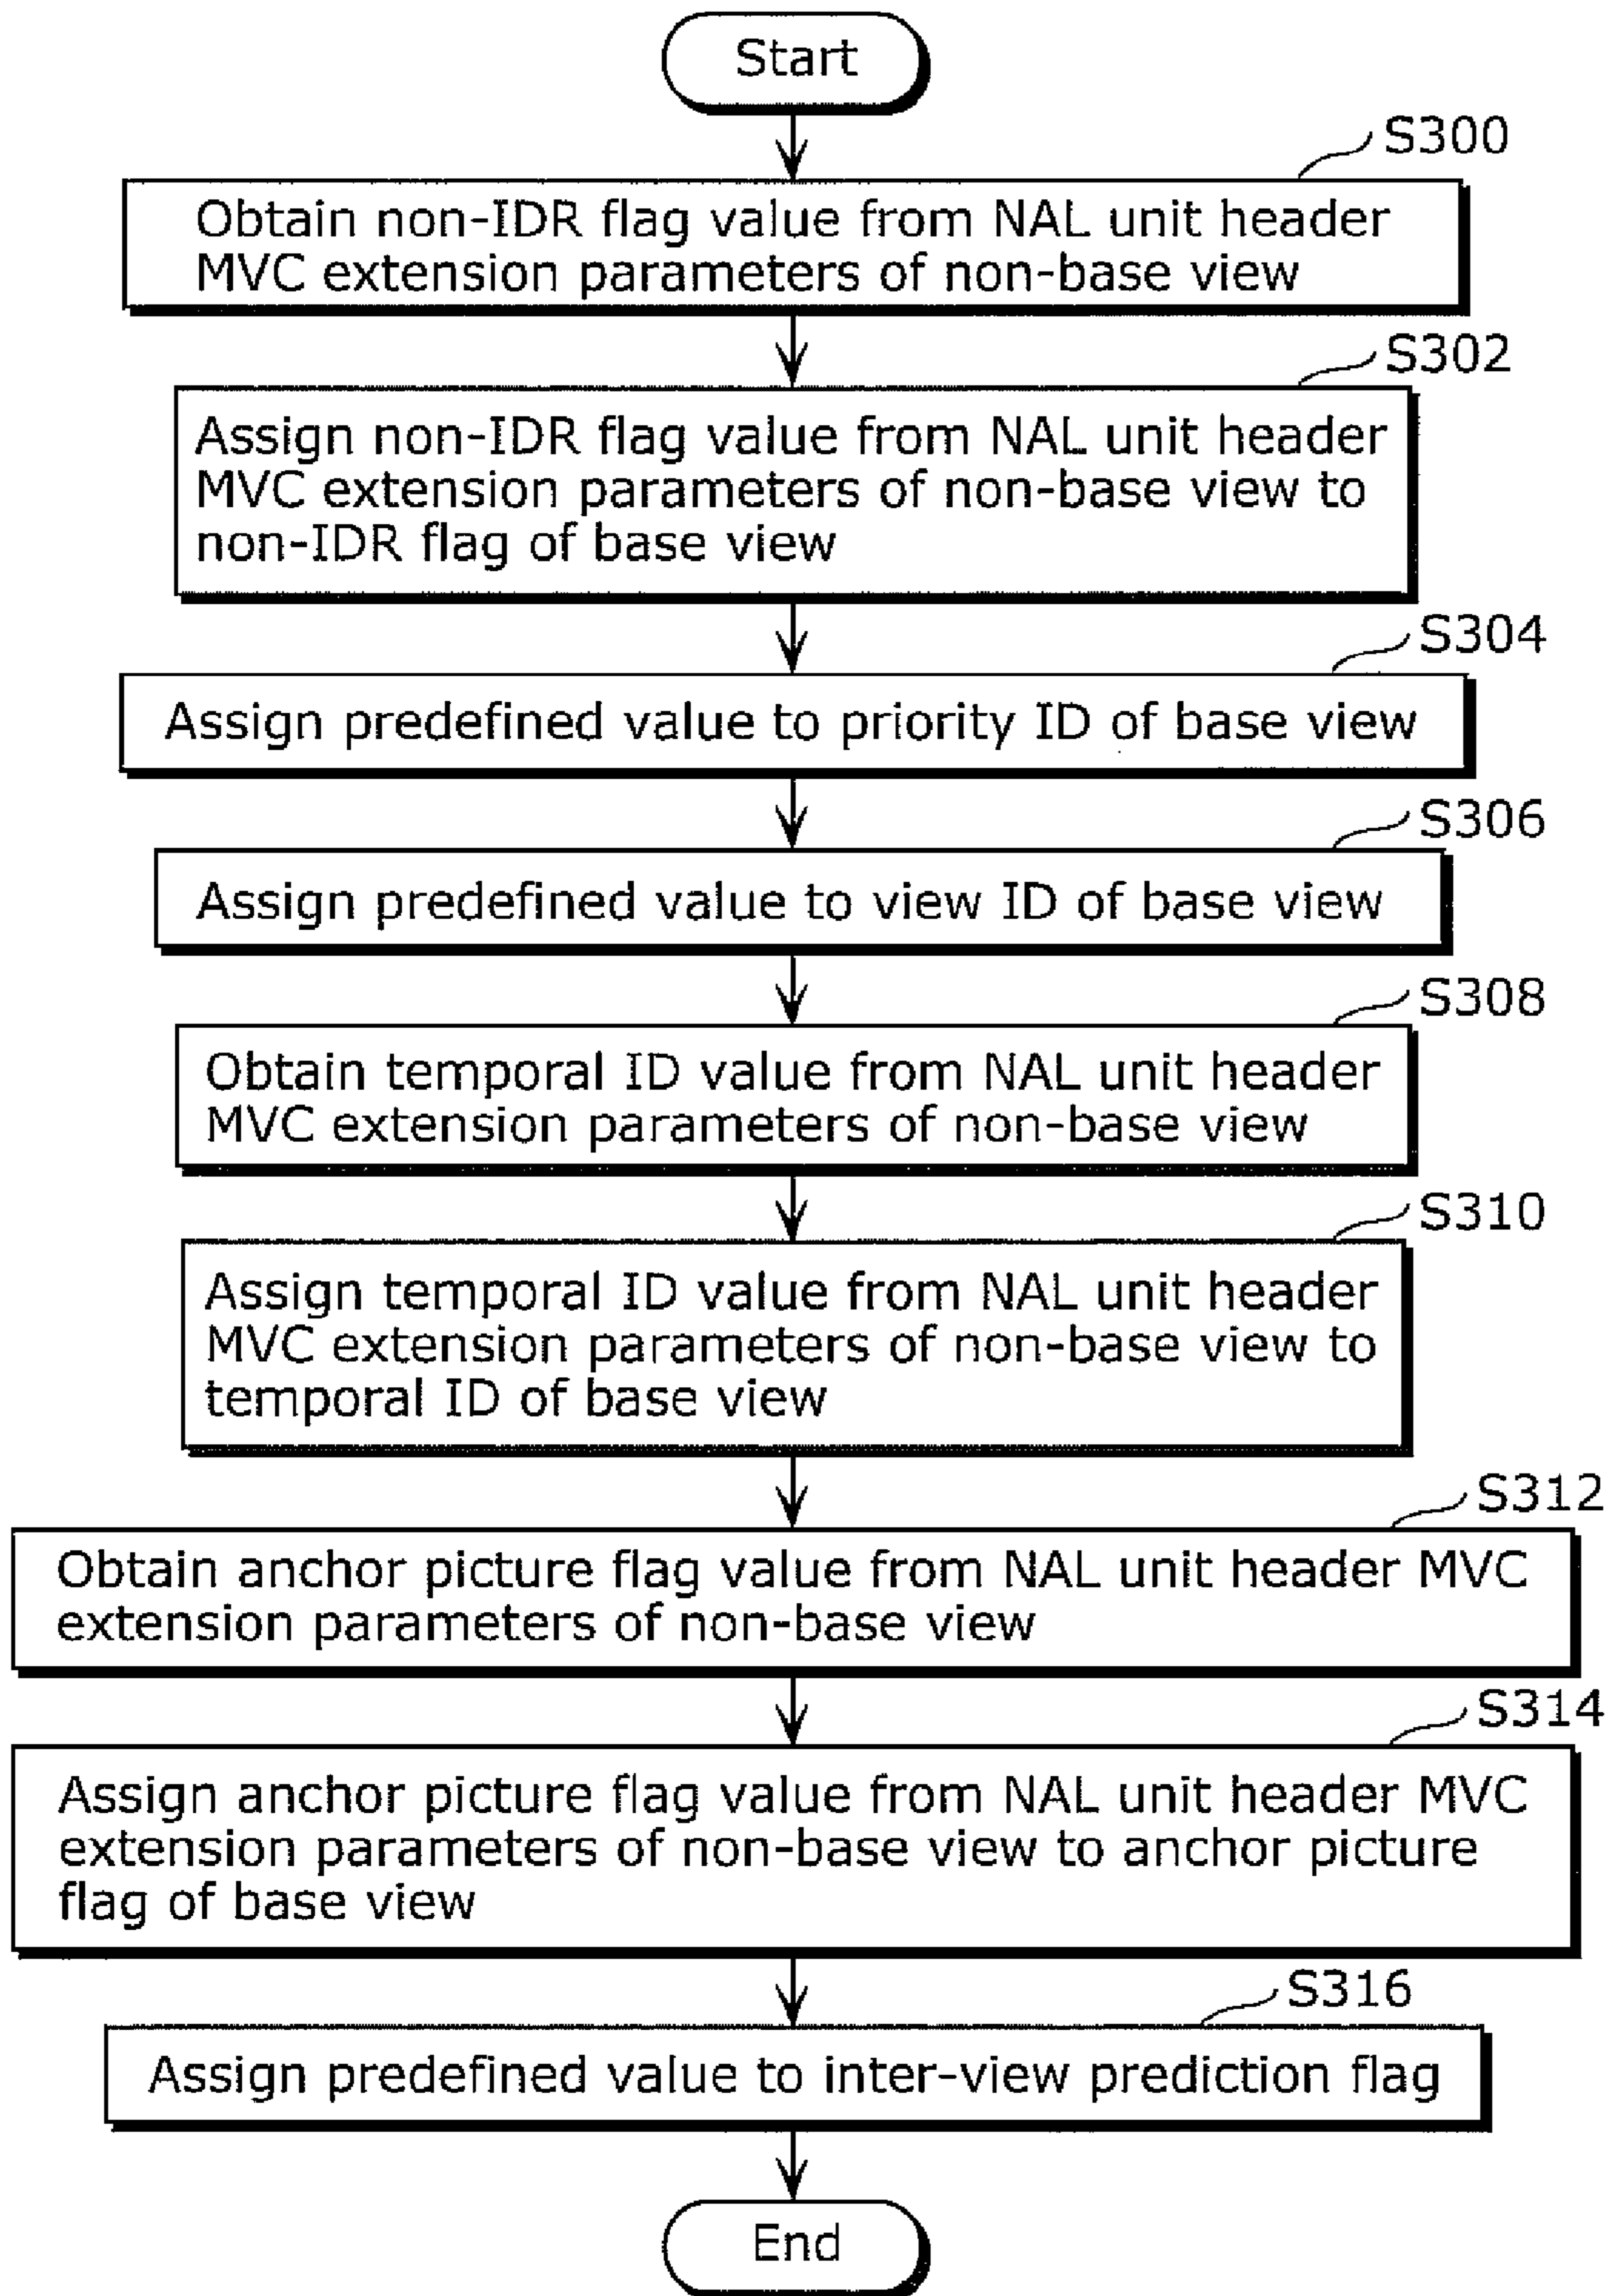 Start
S300
Obtain non-IDR flag value from NAL unit header
MVC extension parameters of non-base view
S302
Assign non-IDR flag value from NAL unit header
MVC extension parameters of non-base view to
non-IDR flag of base view
S304
Assign predefined value to priority ID of base view
S306
Assign predefined value to view ID of base view
S308
Obtain temporal ID value from NAL unit header
MVC extension parameters of non-base view
S310
Assign temporal ID value from NAL unit header
MVC extension parameters of non-base view to
temporal ID of base view
S312
Obtain anchor picture flag value from NAL unit header MVC
extension parameters of non-base view
S314
Assign anchor picture flag value from NAL unit header MVC
extension parameters of non-base view to anchor picture
flag of base view
S316
Assign predefined value to inter-view prediction flag
End